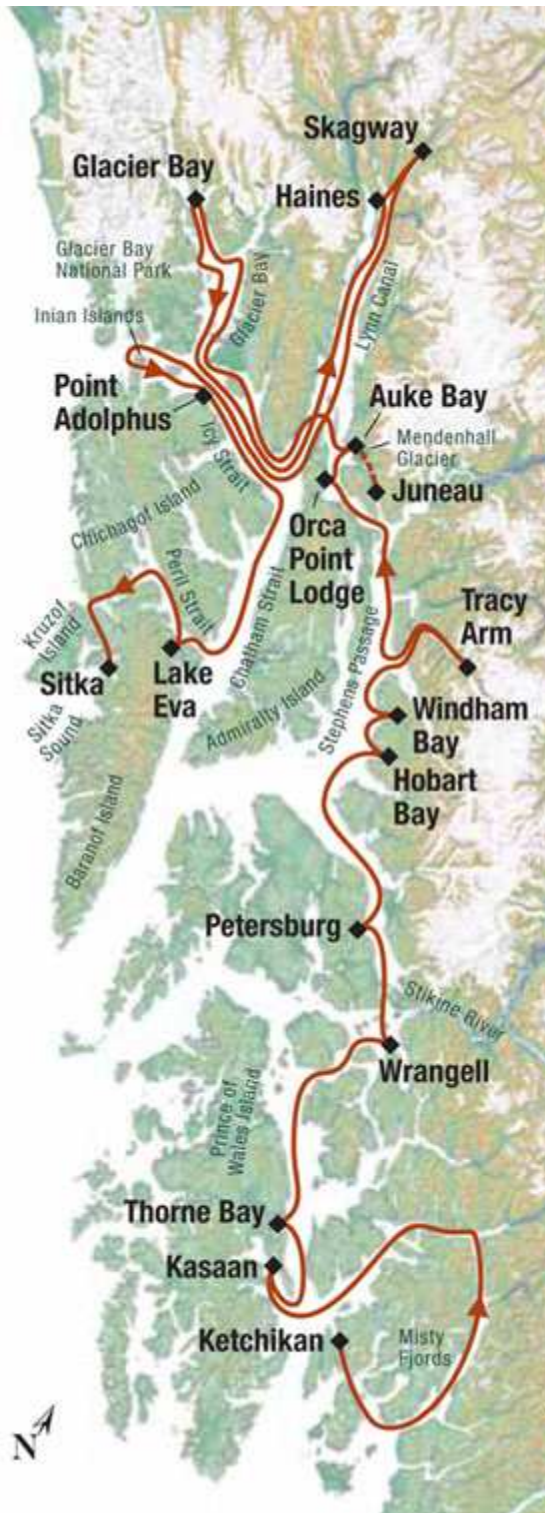 Skagway
Glacier Bay
Haines
Glacier Bay
National Park
Glacier Bay
Lynn Canal
Inian Islands
Point
Adolphus
Auke Bay
Icy Strait
Mendenhall
Glacier
Juneau
Chichagof Island
Orca
Point
Lodge
Peril Strait
Chatham Strait
Tracy
Arm
Kruzof
Island
Sitka
Lake
Eva
Stephens Passage
Admiralty Island
Sitka
Sound
Windham
Bay
Hobart
Bay
Baranof Island
Petersburg
Stikine River
Wrangell
Prince of
Wales Island
Thorne Bay
Kasaan
Ketchikan
Misty
Fjords
N